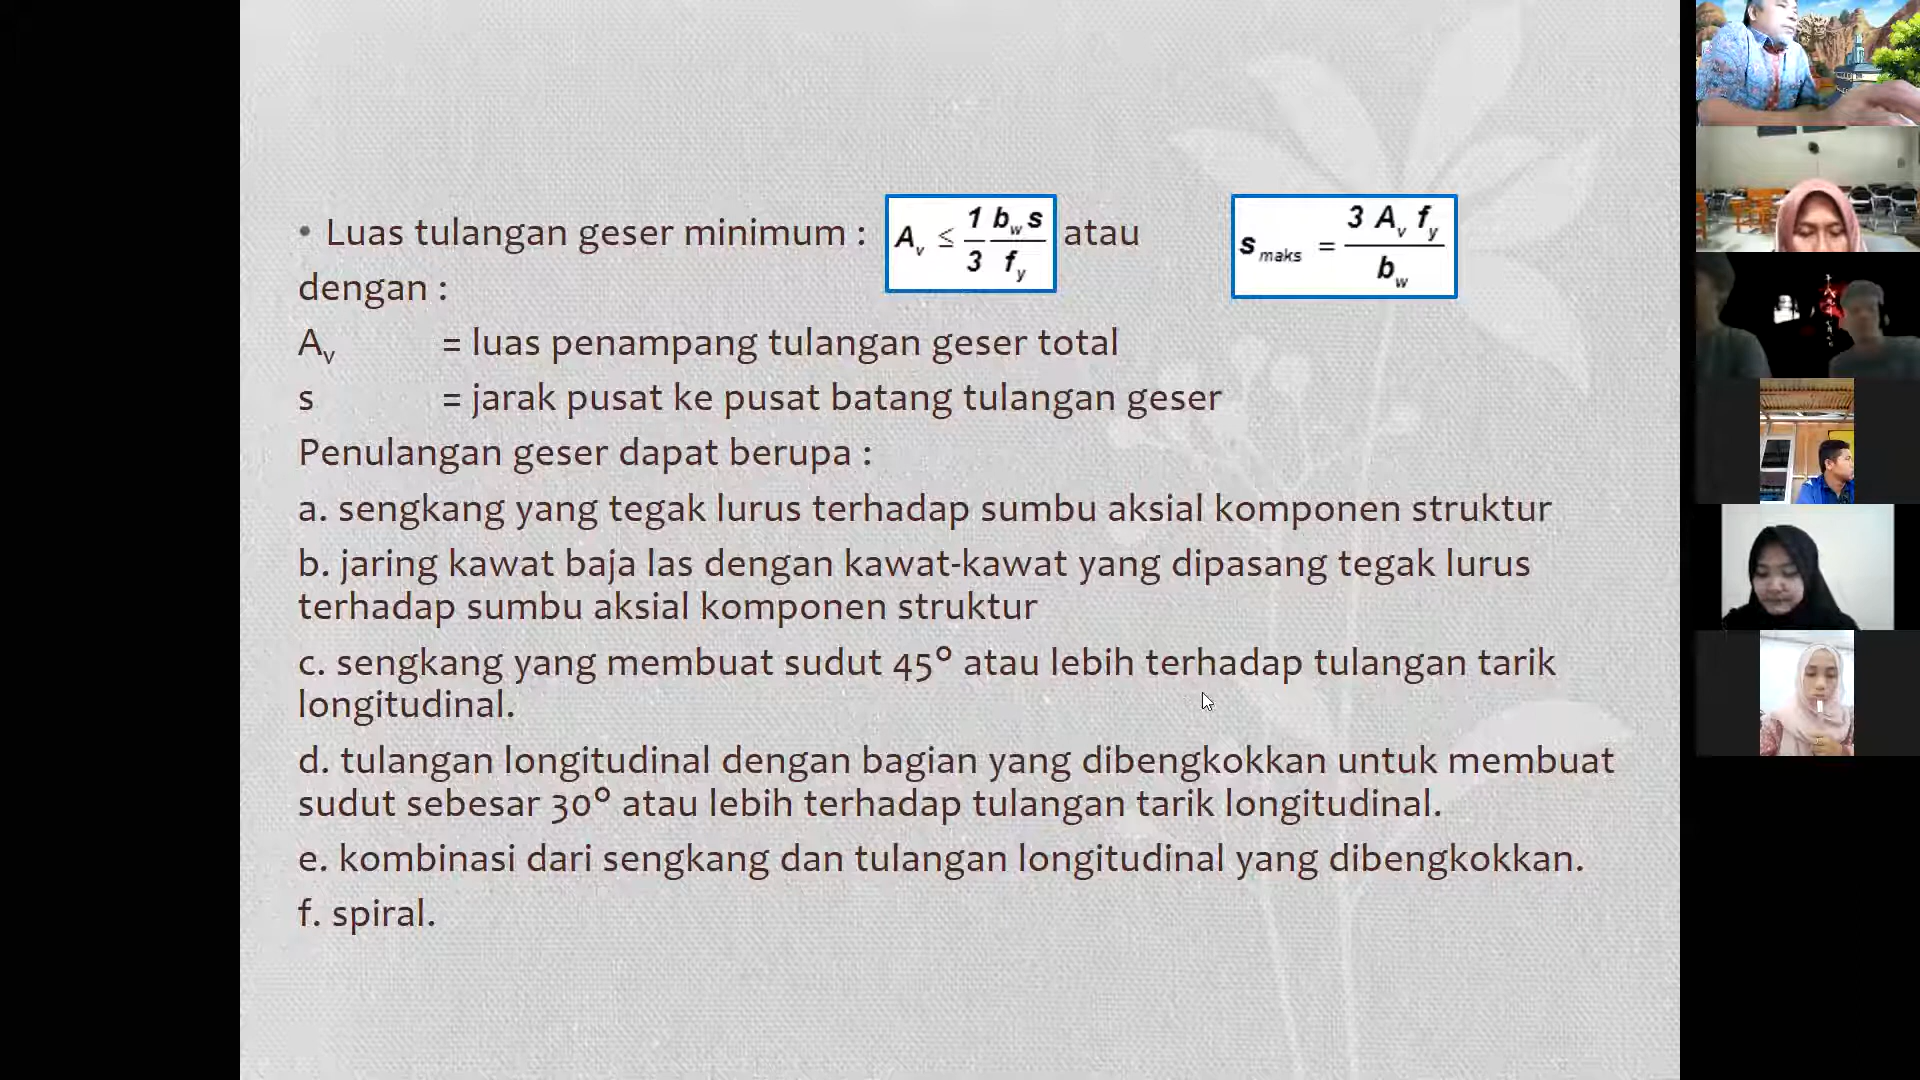 • Luas tulangan geser minimum : A_v ≤ 1/3 b_w s / f_y atau s_maks = 3 A_v f_y / b_w
dengan :
A_v = luas penampang tulangan geser total
s = jarak pusat ke pusat batang tulangan geser
Penulangan geser dapat berupa :
a. sengkang yang tegak lurus terhadap sumbu aksial komponen struktur
b. jaring kawat baja las dengan kawat-kawat yang dipasang tegak lurus
terhadap sumbu aksial komponen struktur
c. sengkang yang membuat sudut 45° atau lebih terhadap tulangan tarik
longitudinal.
d. tulangan longitudinal dengan bagian yang dibengkokkan untuk membuat
sudut sebesar 30° atau lebih terhadap tulangan tarik longitudinal.
e. kombinasi dari sengkang dan tulangan longitudinal yang dibengkokkan.
f. spiral.